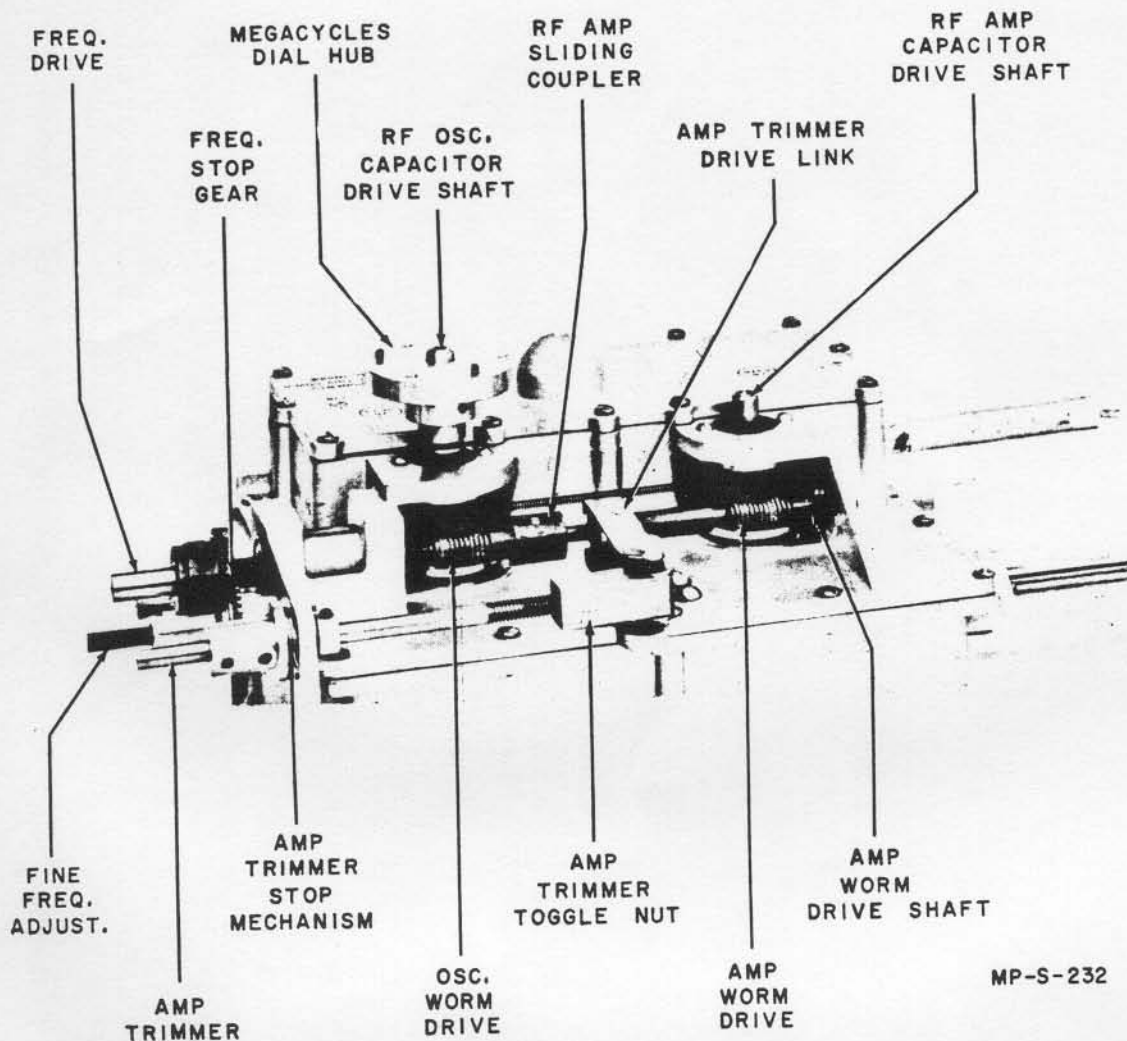 FREQ.
DRIVE
MEGACYCLES
DIAL HUB
RF AMP
SLIDING
COUPLER
RF AMP
CAPACITOR
DRIVE SHAFT
FREQ.
STOP
GEAR
RF OSC.
CAPACITOR
DRIVE SHAFT
AMP TRIMMER
DRIVE LINK
FINE
FREQ.
ADJUST.
AMP
TRIMMER
STOP
MECHANISM
AMP
TRIMMER
TOGGLE NUT
AMP
WORM
DRIVE SHAFT
AMP
TRIMMER
OSC.
WORM
DRIVE
AMP
WORM
DRIVE
MP-S-232